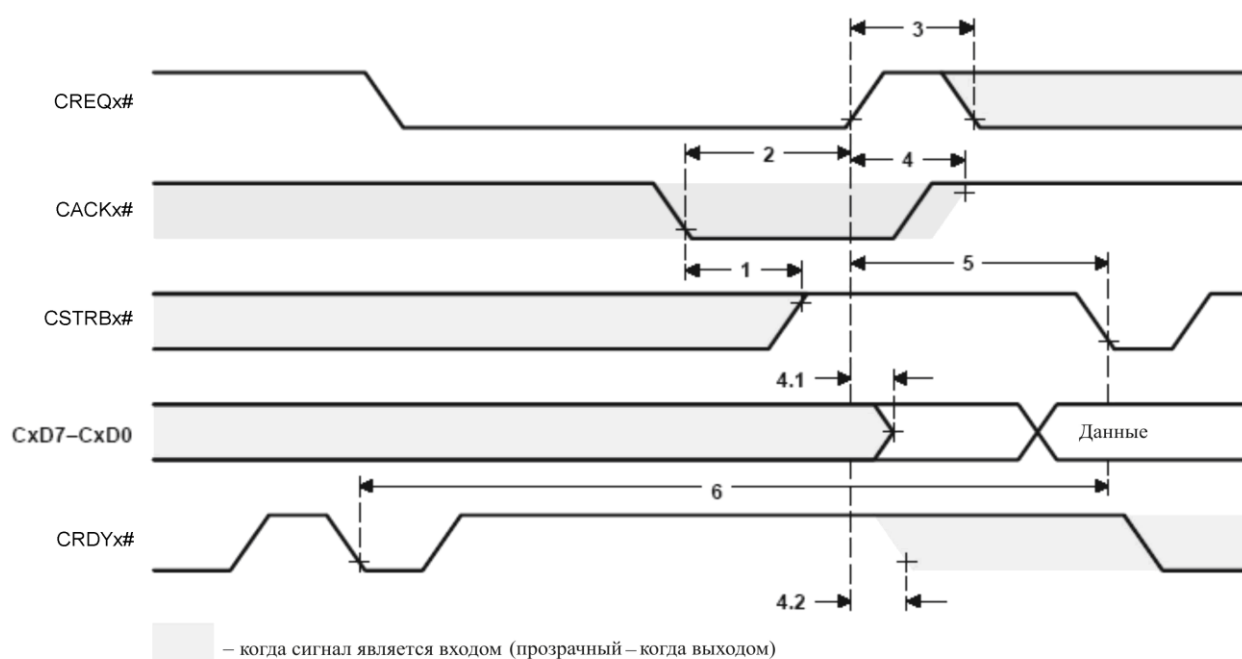 3
CREQx#
2
4
CACKx#
1
5
CSTRBx#
4.1
CxD7–CxD0
Данные
6
CRDYx#
4.2
– когда сигнал является входом (прозрачный – когда выходом)